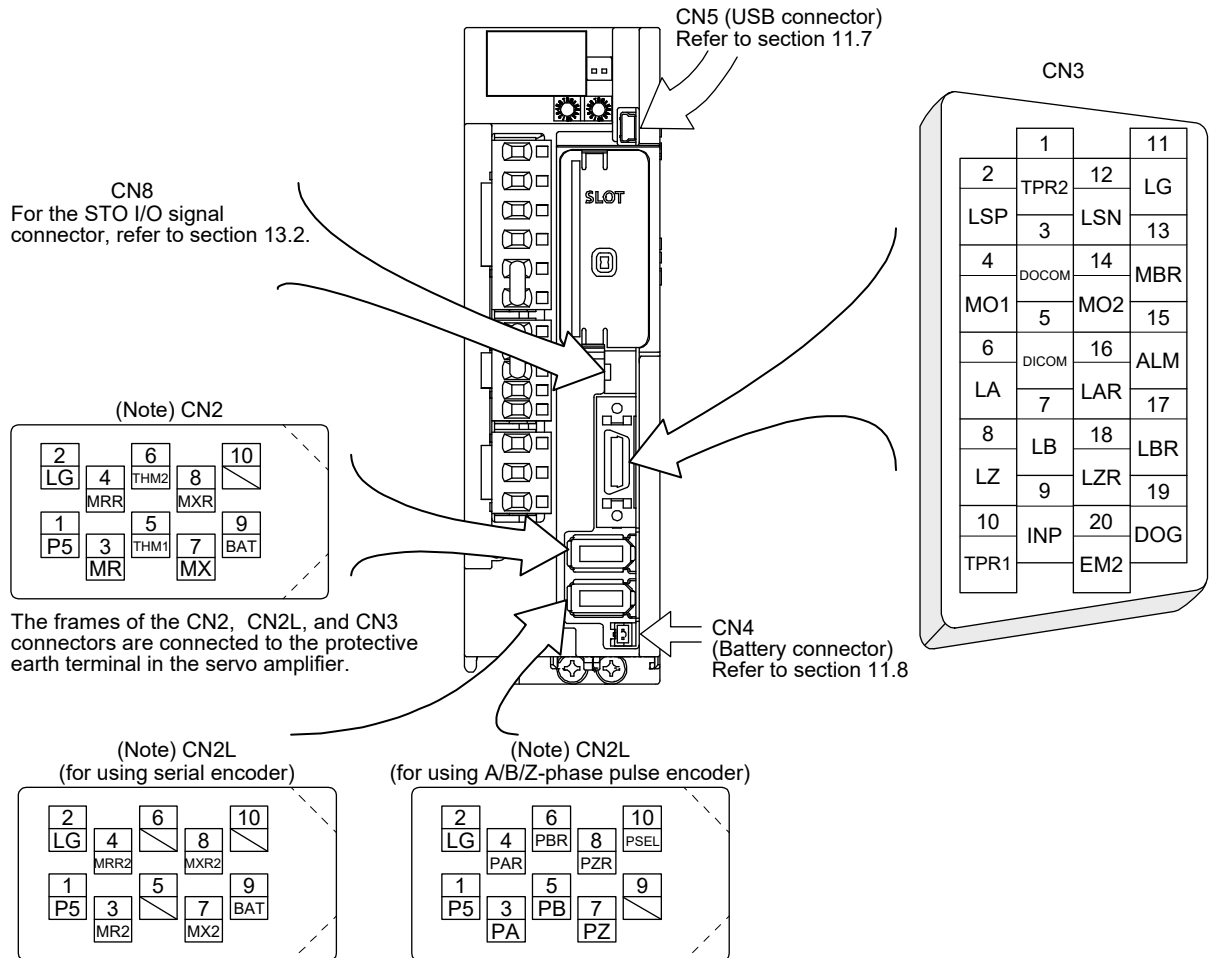 CN5 (USB connector)
Refer to section 11.7
CN3
1 11
2 TPR2 12 LG
LSP 3 LSN 13
4 DOCOM 14 MBR
MO1 5 MO2 15
6 DICOM 16 ALM
LA 7 LAR 17
8 LB 18 LBR
LZ 9 LZR 19
10 INP 20 DOG
TPR1 EM2
SLOT
CN8
For the STO I/O signal
connector, refer to section 13.2.
(Note) CN2
2 6 10
LG 4 THM2 8
MRR MXR
1 5 9
P5 3 THM1 7 BAT
MR MX
The frames of the CN2, CN2L, and CN3
connectors are connected to the protective
earth terminal in the servo amplifier.
CN4
(Battery connector)
Refer to section 11.8
(Note) CN2L
(for using serial encoder)
2 6 10
LG 4 8
MRR2 MXR2
1 5 9
P5 3 7 BAT
MR2 MX2
(Note) CN2L
(for using A/B/Z-phase pulse encoder)
2 6 10
LG 4 PBR 8 PSEL
PAR PZR
1 5 9
P5 3 PB 7
PA PZ